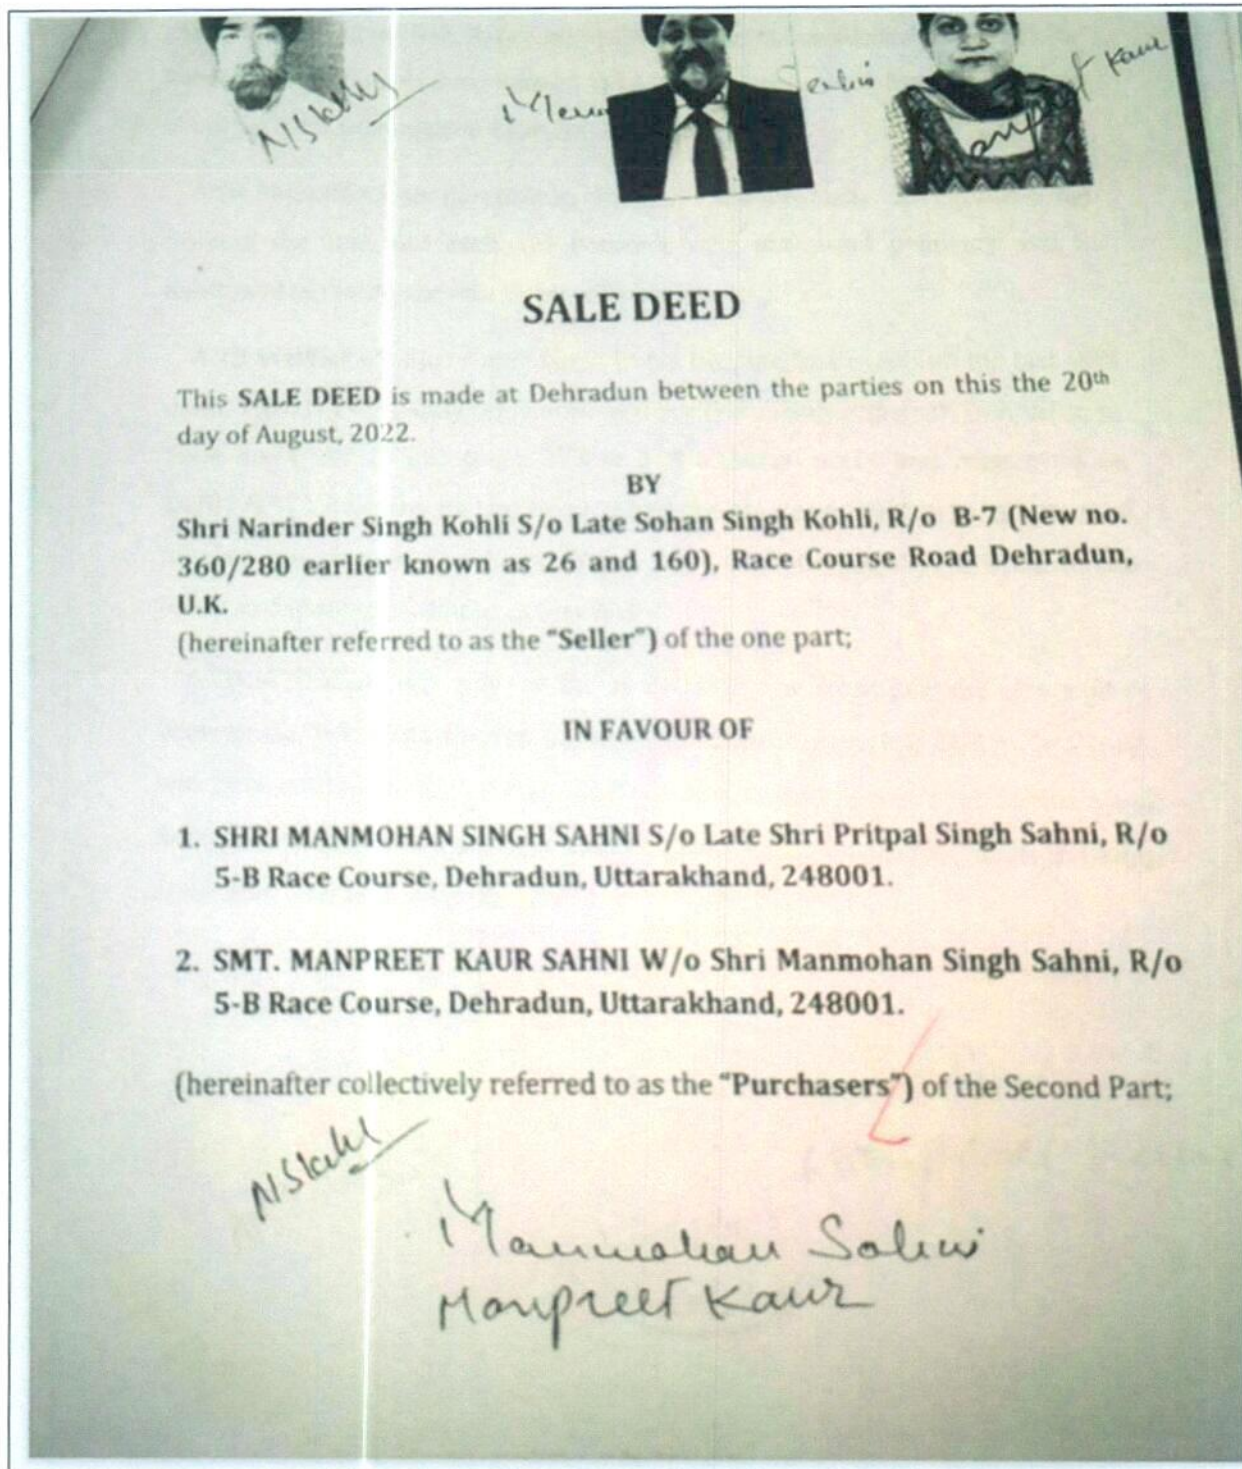 NSKohli
Kaur
SALE DEED
This SALE DEED is made at Dehradun between the parties on this the 20th
day of August, 2022.
BY
Shri Narinder Singh Kohli S/o Late Sohan Singh Kohli, R/o B-7 (New no.
360/280 earlier known as 26 and 160), Race Course Road Dehradun,
U.K.
(hereinafter referred to as the "Seller") of the one part;
IN FAVOUR OF
1. SHRI MANMOHAN SINGH SAHNI S/o Late Shri Pritpal Singh Sahni, R/o
5-B Race Course, Dehradun, Uttarakhand, 248001.
2. SMT. MANPREET KAUR SAHNI W/o Shri Manmohan Singh Sahni, R/o
5-B Race Course, Dehradun, Uttarakhand, 248001.
(hereinafter collectively referred to as the "Purchasers") of the Second Part;
NSKohli
Manmohan Sahni
Manpreet Kaur